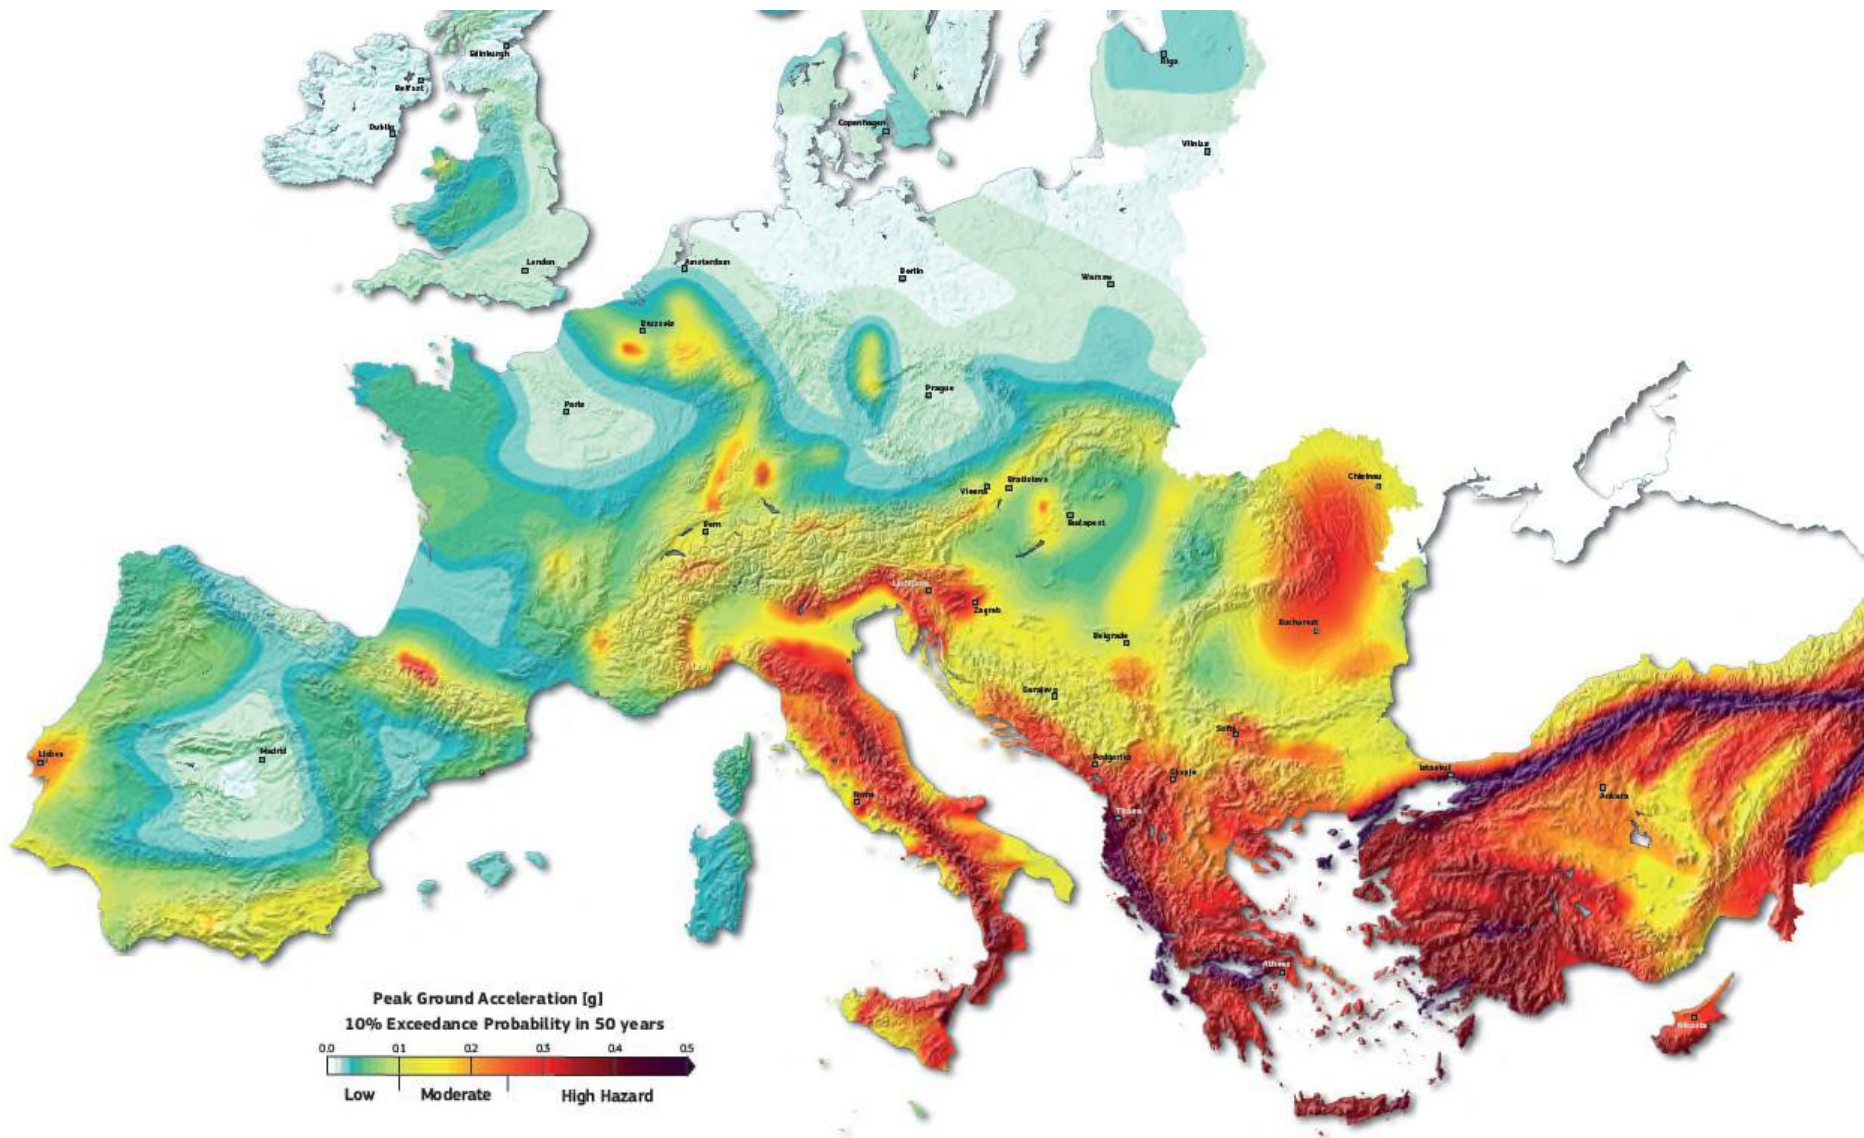 Edinburgh
Belfast
Dublin
London
Copenhagen
Riga
Vilnius
Amsterdam
Berlin
Warsaw
Brussels
Prague
Paris
Vienna
Bratislava
Budapest
Chisinau
Bern
Ljubljana
Zagreb
Belgrade
Bucharest
Sarajevo
Sofia
Podgorica
Skopje
Tirana
Roma
Madrid
Lisboa
Istanbul
Ankara
Athens
Nicosia
Peak Ground Acceleration [g]
10% Exceedance Probability in 50 years
0.0 0.1 0.2 0.3 0.4 0.5
Low Moderate High Hazard